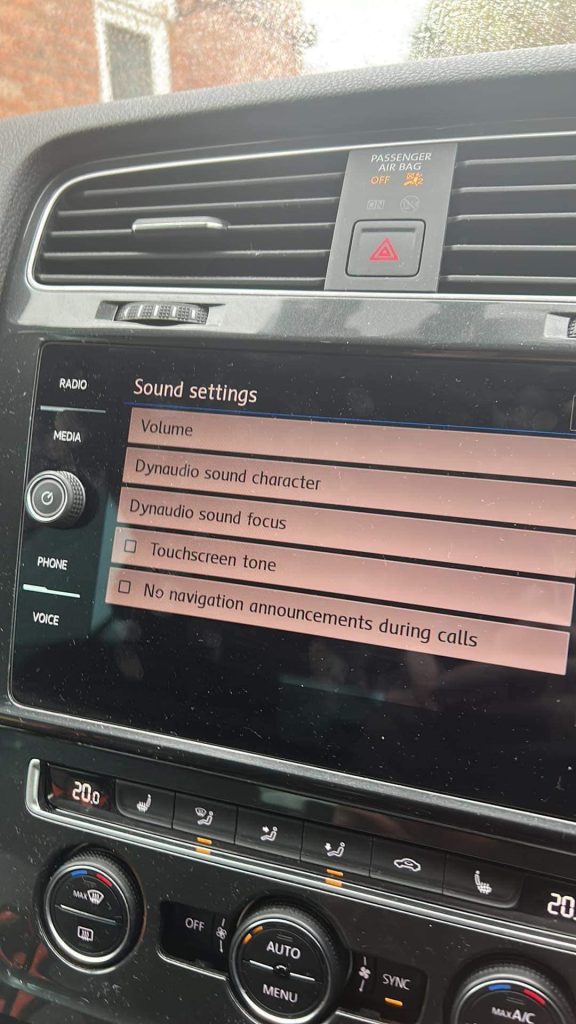 PASSENGER
AIR BAG
OFF
ON
RADIO
Sound settings
MEDIA
Volume
Dynaudio sound character
Dynaudio sound focus
PHONE
Touchscreen tone
VOICE
No navigation announcements during calls
20.0
20
MAX
OFF
AUTO
MENU
SYNC
MAX A/C